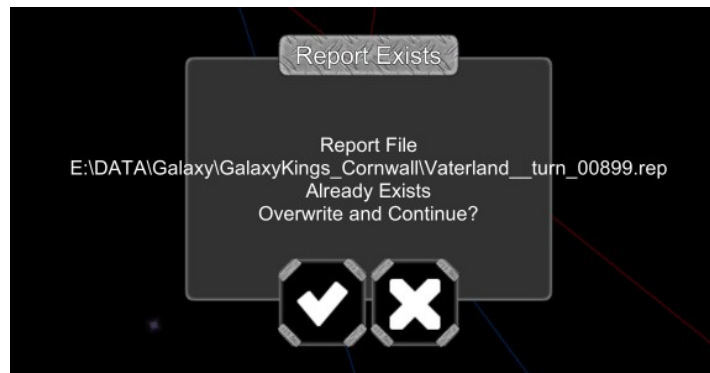 Report Exists
Report File
E:\DATA\Galaxy\GalaxyKings_Cornwall\Vaterland__turn_00899.rep
Already Exists
Overwrite and Continue?